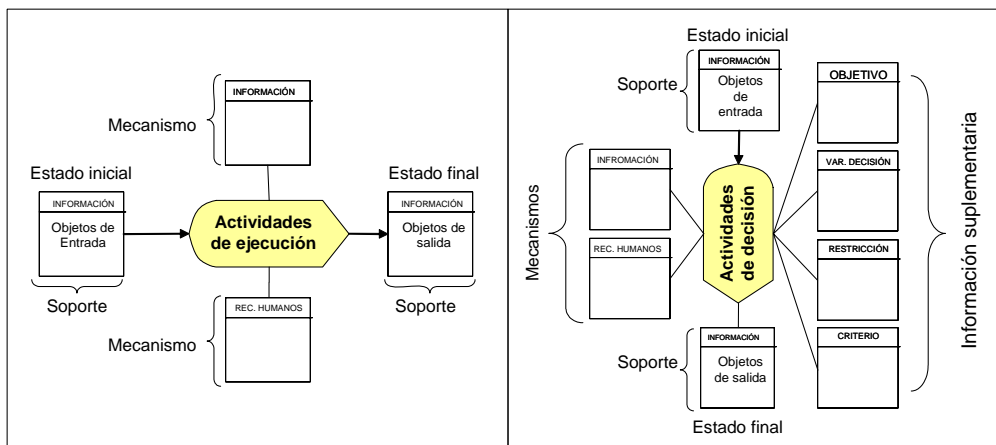 INFORMACIÓN
Mecanismo
Estado inicial
INFORMACIÓN
Objetos de
Entrada
Soporte
Actividades
de ejecución
Estado final
INFORMACIÓN
Objetos de
salida
Soporte
REC. HUMANOS
Mecanismo
Estado inicial
INFORMACIÓN
Objetos
de
entrada
Soporte
Mecanismos
INFROMACIÓN
REC. HUMANOS
Actividades
de decisión
OBJETIVO
VAR. DECISIÓN
RESTRICCIÓN
CRITERIO
Información suplementaria
Soporte
INFORMACIÓN
Objetos
de salida
Estado final